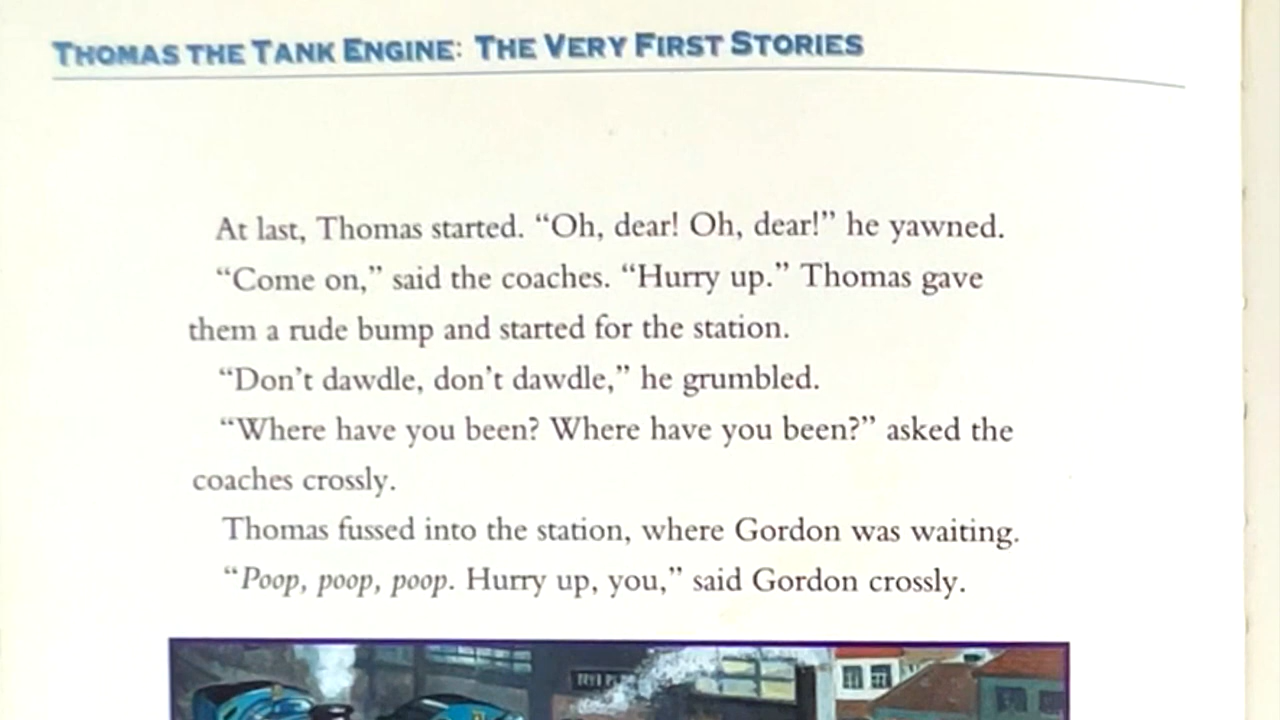 THOMAS THE TANK ENGINE: THE VERY FIRST STORIES
At last, Thomas started. “Oh, dear! Oh, dear!” he yawned.
“Come on,” said the coaches. “Hurry up.” Thomas gave
them a rude bump and started for the station.
“Don’t dawdle, don’t dawdle,” he grumbled.
“Where have you been? Where have you been?” asked the
coaches crossly.
Thomas fussed into the station, where Gordon was waiting.
“Poop, poop, poop. Hurry up, you,” said Gordon crossly.